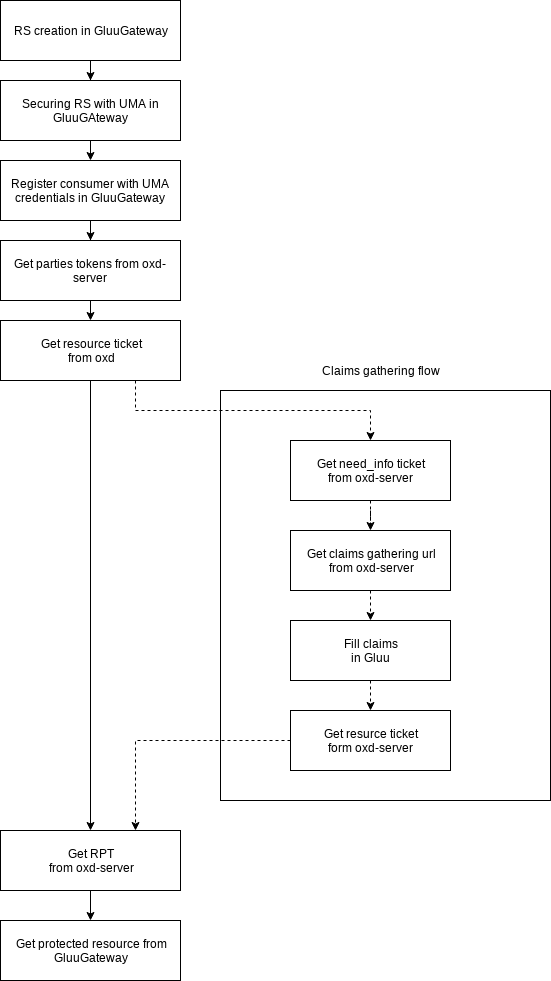 RS creation in GluuGateway
Securing RS with UMA in
GluuGAteway
Register consumer with UMA
credentials in GluuGateway
Get parties tokens from oxd-
server
Get resource ticket
from oxd
Claims gathering flow
Get need_info ticket
from oxd-server
Get claims gathering url
from oxd-server
Fill claims
in Gluu
Get resurce ticket
form oxd-server
Get RPT
from oxd-server
Get protected resource from
GluuGateway